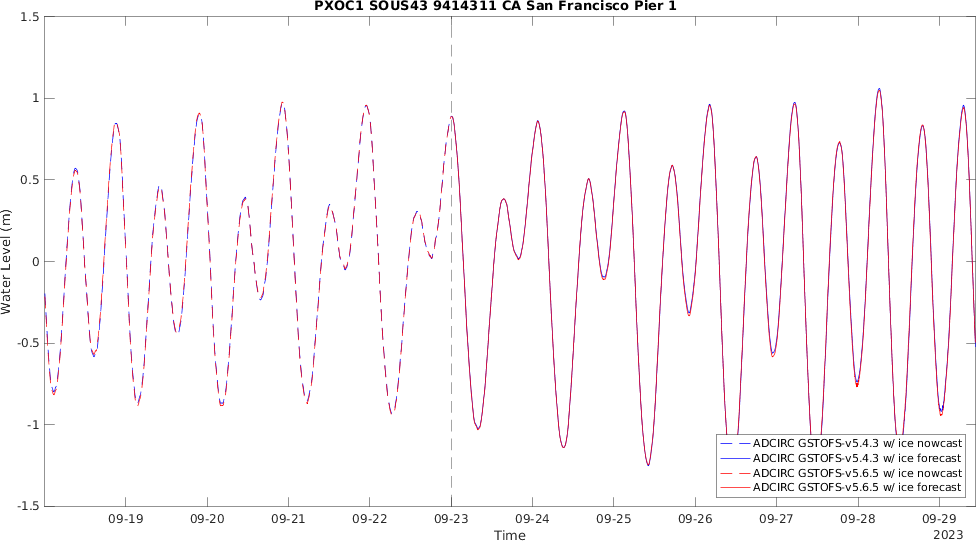 PXOC1 SOUS43 9414311 CA San Francisco Pier 1
1.5
1
0.5
0
-0.5
-1
-1.5
Water Level (m)
09-19
09-20
09-21
09-22
09-23
09-24
09-25
09-26
09-27
09-28
09-29
Time
2023
ADCIRC GSTOFS-v5.4.3 w/ ice nowcast
ADCIRC GSTOFS-v5.4.3 w/ ice forecast
ADCIRC GSTOFS-v5.6.5 w/ ice nowcast
ADCIRC GSTOFS-v5.6.5 w/ ice forecast